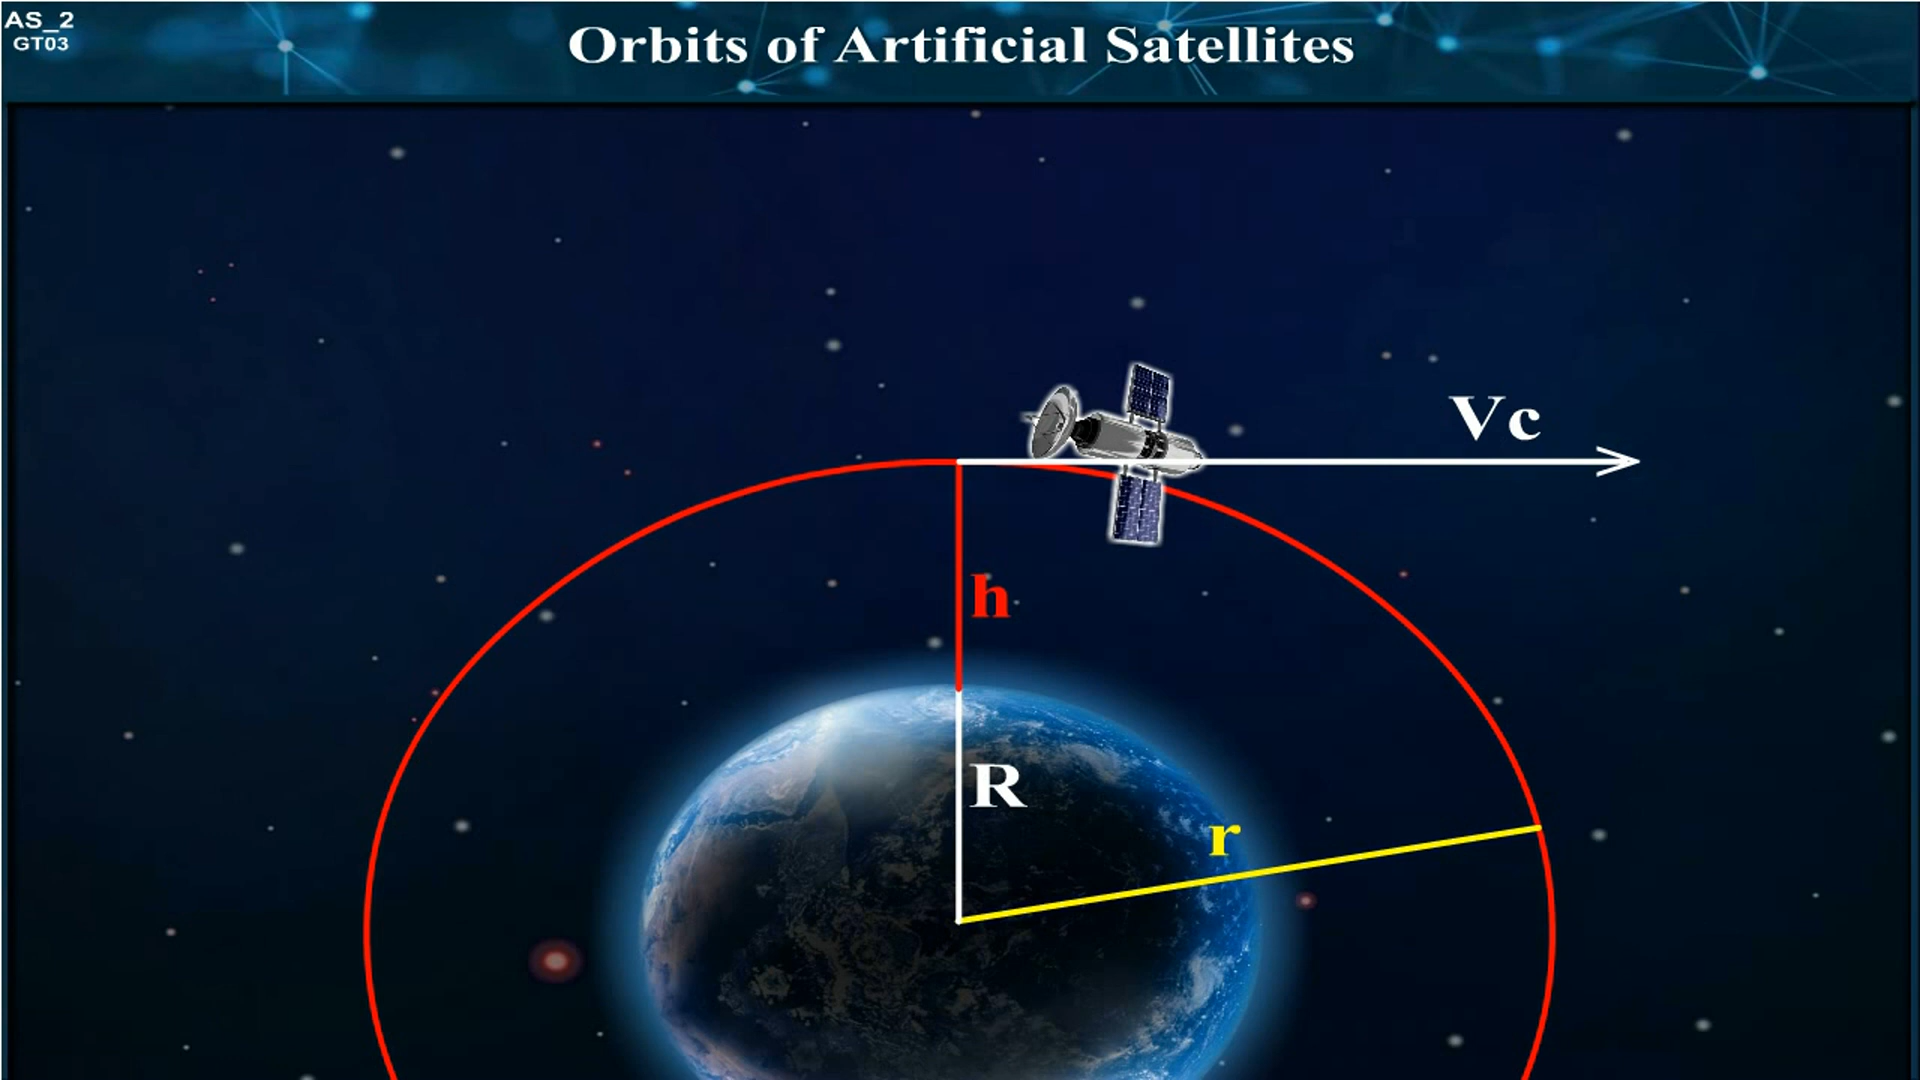 AS_2
GT03
Orbits of Artificial Satellites
Vc
h
R
r